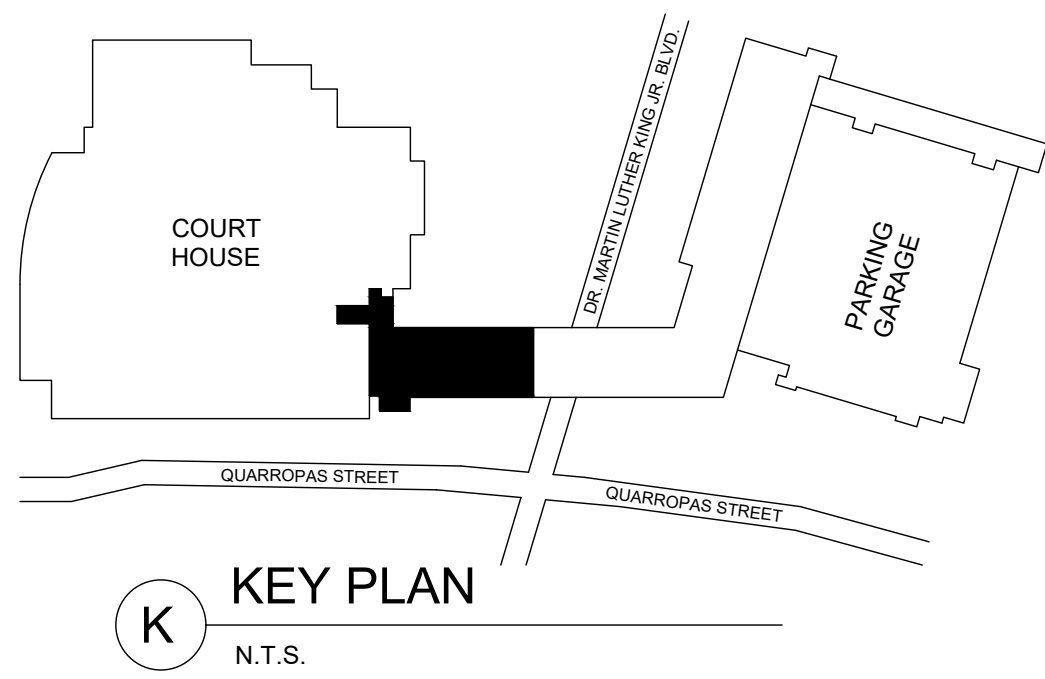 DR. MARTIN LUTHER KING JR. BLVD.
COURT
HOUSE
PARKING
GARAGE
QUARROPAS STREET
QUARROPAS STREET
KEY PLAN
K
N.T.S.